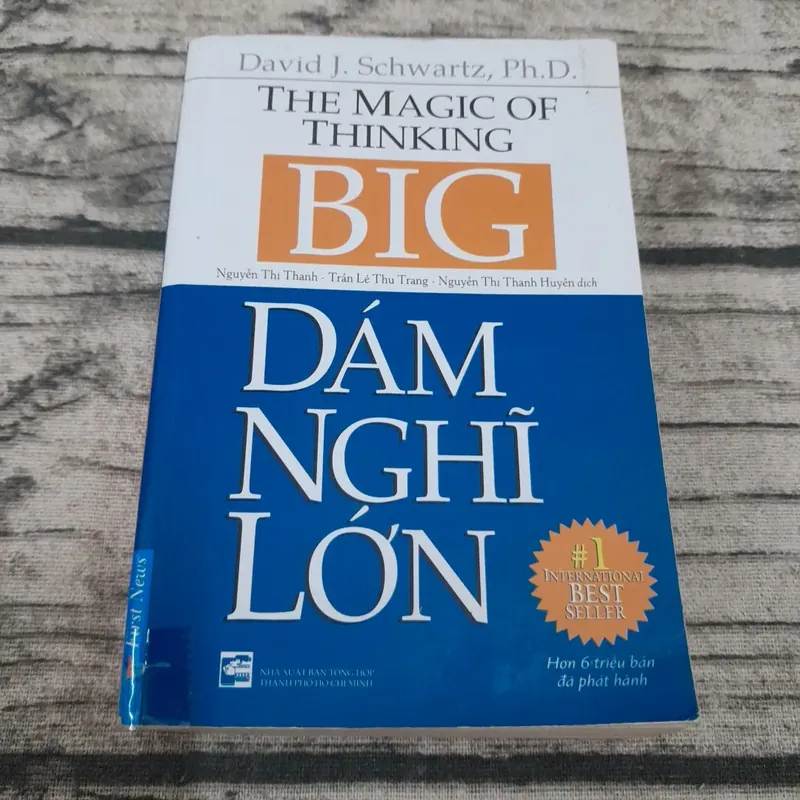 David J. Schwartz, Ph.D.
THE MAGIC OF
THINKING
BIG
Nguyễn Thị Thanh - Trần Lê Thu Trang - Nguyễn Thị Thanh Huyền dịch
DÁM
NGHĨ
LỚN
#1
INTERNATIONAL
BEST
SELLER
Hơn 6 triệu bản
đã phát hành
First News
NHÀ XUẤT BẢN TỔNG HỢP
THÀNH PHỐ HỒ CHÍ MINH